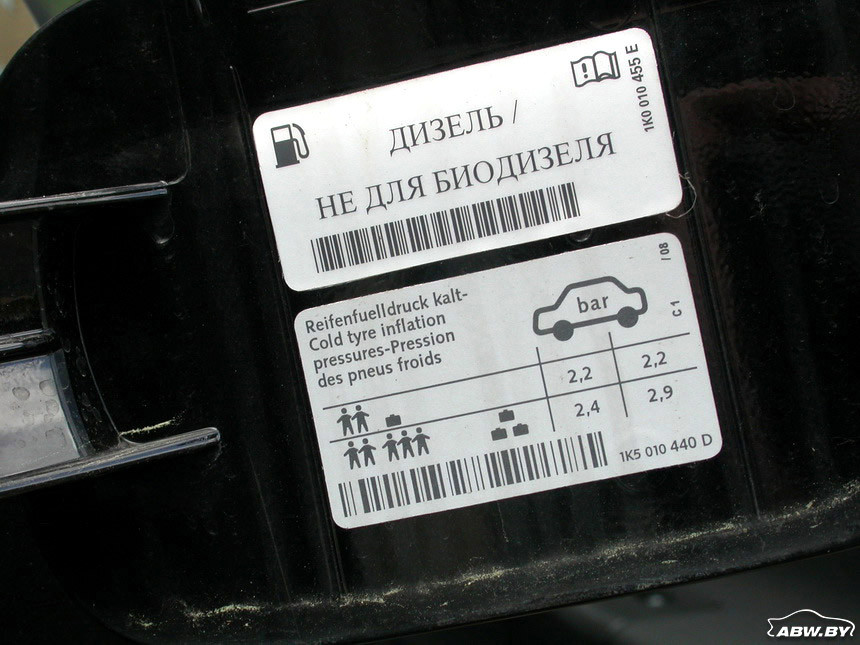 ДИЗЕЛЬ /
НЕ ДЛЯ БИОДИЗЕЛЯ
1K0 010 455 E
Reifenfuelldruck kalt-
Cold tyre inflation
pressures-Pression
des pneus froids
bar
/08
C 1
2,2 2,2
2,4 2,9
1K5 010 440 D
ABW.BY